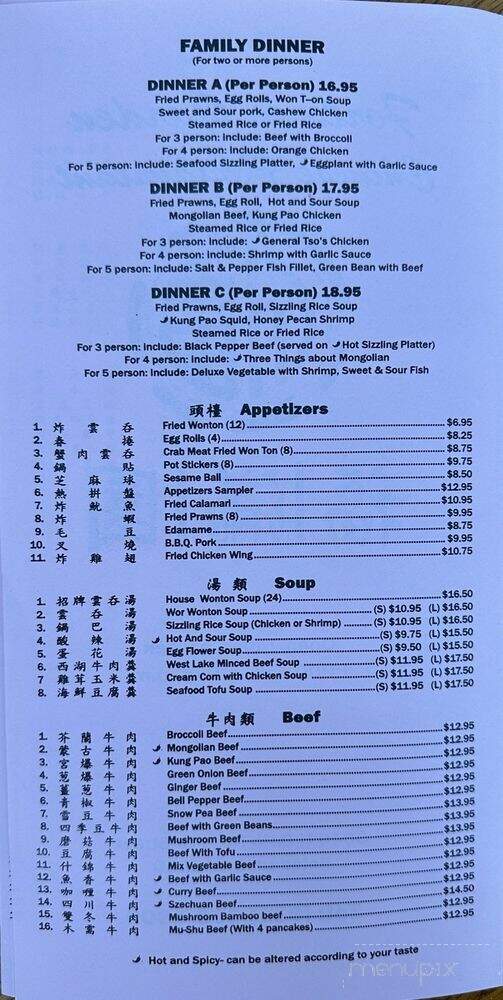 FAMILY DINNER
(For two or more persons)
DINNER A (Per Person) 16.95
Fried Prawns, Egg Rolls, Won T-on Soup
Sweet and Sour pork, Cashew Chicken
Steamed Rice or Fried Rice
For 3 person: Include: Beef with Broccoli
For 4 person: Include: Orange Chicken
For 5 person: Include: Seafood Sizzling Platter, Eggplant with Garlic Sauce
DINNER B (Per Person) 17.95
Fried Prawns, Egg Roll, Hot and Sour Soup
Mongolian Beef, Kung Pao Chicken
Steamed Rice or Fried Rice
For 3 person: Include: General Tso's Chicken
For 4 person: Include: Shrimp with Garlic Sauce
For 5 person: Include: Salt & Pepper Fish Fillet, Green Bean with Beef
DINNER C (Per Person) 18.95
Fried Prawns, Egg Roll, Sizzling Rice Soup
Kung Pao Squid, Honey Pecan Shrimp
Steamed Rice or Fried Rice
For 3 person: Include: Black Pepper Beef (served on Hot Sizzling Platter)
For 4 person: Include: Three Things about Mongolian
For 5 person: Include: Deluxe Vegetable with Shrimp, Sweet & Sour Fish
頭檯 Appetizers
1. 炸雲吞 Fried Wonton (12) $6.95
2. 春捲 Egg Rolls (4) $8.25
3. 蟹肉雲吞 Crab Meat Fried Won Ton (8) $8.75
4. 鍋貼 Pot Stickers (8) $9.75
5. 芝麻球 Sesame Ball $8.50
6. 熱拼盤 Appetizers Sampler $12.95
7. 炸魷魚 Fried Calamari $10.95
8. 炸蝦 Fried Prawns (8) $9.95
9. 毛豆 Edamame $8.75
10. 叉燒 B.B.Q. Pork $9.95
11. 炸雞翅 Fried Chicken Wing $10.75
湯類 Soup
1. 招牌雲吞湯 House Wonton Soup (24) $16.50
2. 雲吞湯 Wor Wonton Soup (S) $10.95 (L) $16.50
3. 鍋巴湯 Sizzling Rice Soup (Chicken or Shrimp) (S) $10.95 (L) $16.50
4. 酸辣湯 Hot And Sour Soup (S) $9.75 (L) $15.50
5. 蛋花湯 Egg Flower Soup (S) $9.50 (L) $15.50
6. 西湖牛肉羹 West Lake Minced Beef Soup (S) $11.95 (L) $17.50
7. 雞茸玉米羹 Cream Corn with Chicken Soup (S) $11.95 (L) $17.50
8. 海鮮豆腐羹 Seafood Tofu Soup (S) $11.95 (L) $17.50
牛肉類 Beef
1. 芥蘭牛肉 Broccoli Beef $12.95
2. 蒙古牛肉 Mongolian Beef $12.95
3. 宮爆牛肉 Kung Pao Beef $12.95
4. 蔥爆牛肉 Green Onion Beef $12.95
5. 薑蔥牛肉 Ginger Beef $12.95
6. 青椒牛肉 Bell Pepper Beef $12.95
7. 雪豆牛肉 Snow Pea Beef $13.95
8. 四季豆牛肉 Beef with Green Beans $13.95
9. 磨菇牛肉 Mushroom Beef $13.95
10. 豆腐牛肉 Beef With Tofu $12.95
11. 什錦牛肉 Mix Vegetable Beef $12.95
12. 魚香牛肉 Beef with Garlic Sauce $12.95
13. 咖喱牛肉 Curry Beef $14.50
14. 四川牛肉 Szechuan Beef $12.95
15. 雙冬牛肉 Mushroom Bamboo beef $12.95
16. 木需牛肉 Mu-Shu Beef (With 4 pancakes)
Hot and Spicy- can be altered according to your taste
menupix